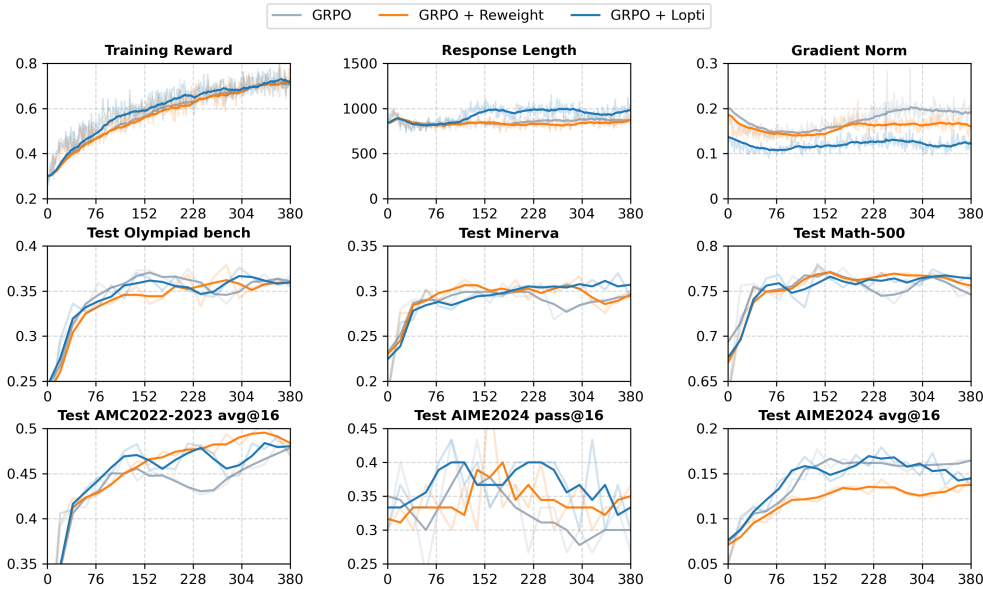 GRPO GRPO + Reweight GRPO + Lopti
Training Reward Response Length Gradient Norm
0.8 1500 0.3
0.6 1000 0.2
0.4 500 0.1
0.2 0 0
0 76 152 228 304 380 0 76 152 228 304 380 0 76 152 228 304 380
Test Olympiad bench Test Minerva Test Math-500
0.4 0.35 0.8
0.35 0.3 0.75
0.3 0.25 0.7
0.25 0.2 0.65
0 76 152 228 304 380 0 76 152 228 304 380 0 76 152 228 304 380
Test AMC2022-2023 avg@16 Test AIME2024 pass@16 Test AIME2024 avg@16
0.5 0.45 0.2
0.45 0.4 0.15
0.4 0.35 0.1
0.35 0.3 0.05
0.25
0 76 152 228 304 380 0 76 152 228 304 380 0 76 152 228 304 380